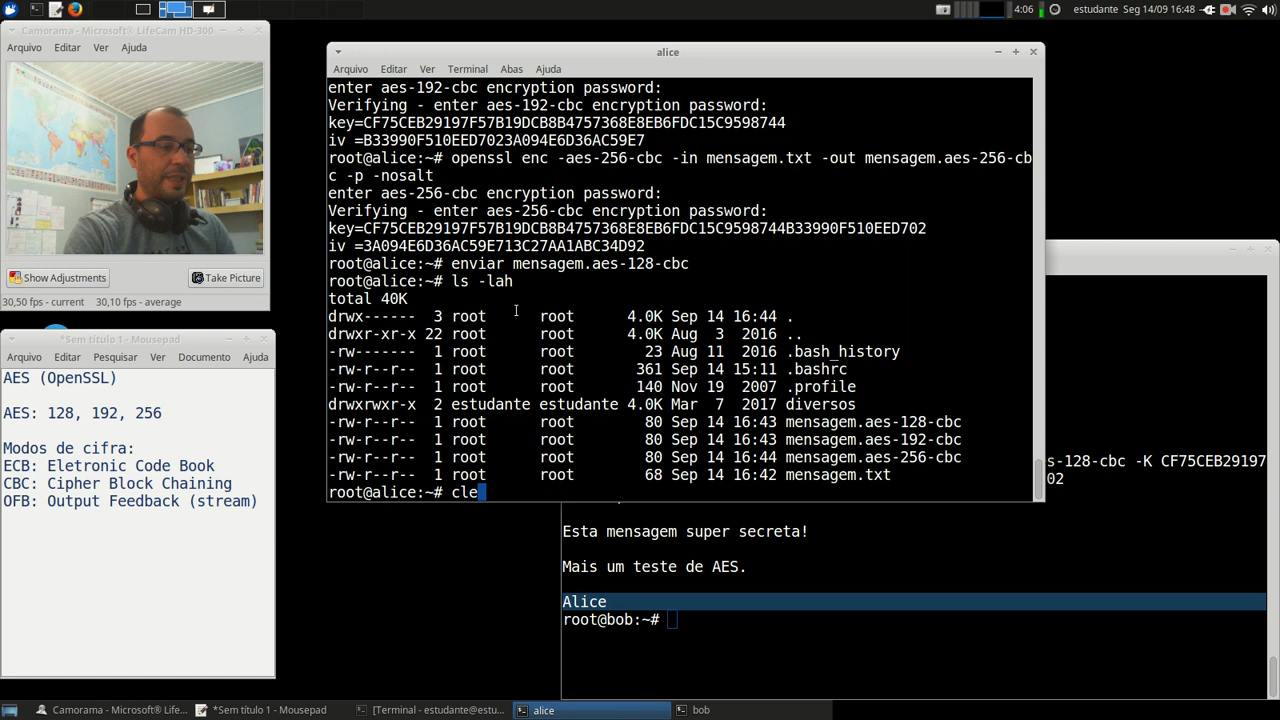 4:06
estudante Seg 14/09 16:48
Camorama - Microsoft® LifeCam HD-300
Arquivo Editar Ver Ajuda
Show Adjustments
Take Picture
30,50 fps - current 30,10 fps - average
*Sem título 1 - Mousepad
Arquivo Editar Pesquisar Ver Documento Ajuda
AES (OpenSSL)
AES: 128, 192, 256
Modos de cifra:
ECB: Eletronic Code Book
CBC: Cipher Block Chaining
OFB: Output Feedback (stream)
alice
Arquivo Editar Ver Terminal Abas Ajuda
enter aes-192-cbc encryption password:
Verifying - enter aes-192-cbc encryption password:
key=CF75CEB29197F57B19DCB8B4757368E8EB6FDC15C9598744
iv =B33990F510EED7023A094E6D36AC59E7
root@alice:~# openssl enc -aes-256-cbc -in mensagem.txt -out mensagem.aes-256-cb
c -p -nosalt
enter aes-256-cbc encryption password:
Verifying - enter aes-256-cbc encryption password:
key=CF75CEB29197F57B19DCB8B4757368E8EB6FDC15C9598744B33990F510EED702
iv =3A094E6D36AC59E713C27AA1ABC34D92
root@alice:~# enviar mensagem.aes-128-cbc
root@alice:~# ls -lah
total 40K
drwx------ 3 root root 4.0K Sep 14 16:44 .
drwxr-xr-x 22 root root 4.0K Aug 3 2016 ..
-rw------- 1 root root 23 Aug 11 2016 .bash_history
-rw-r--r-- 1 root root 361 Sep 14 15:11 .bashrc
-rw-r--r-- 1 root root 140 Nov 19 2007 .profile
drwxrwxr-x 2 estudante estudante 4.0K Mar 7 2017 diversos
-rw-r--r-- 1 root root 80 Sep 14 16:43 mensagem.aes-128-cbc
-rw-r--r-- 1 root root 80 Sep 14 16:43 mensagem.aes-192-cbc
-rw-r--r-- 1 root root 80 Sep 14 16:44 mensagem.aes-256-cbc
-rw-r--r-- 1 root root 68 Sep 14 16:42 mensagem.txt
root@alice:~# cle
s-128-cbc -K CF75CEB29197
02
Esta mensagem super secreta!
Mais um teste de AES.
Alice
root@bob:~#
Camorama - Microsoft® Life...
*Sem título 1 - Mousepad
[Terminal - estudante@estu...
alice
bob